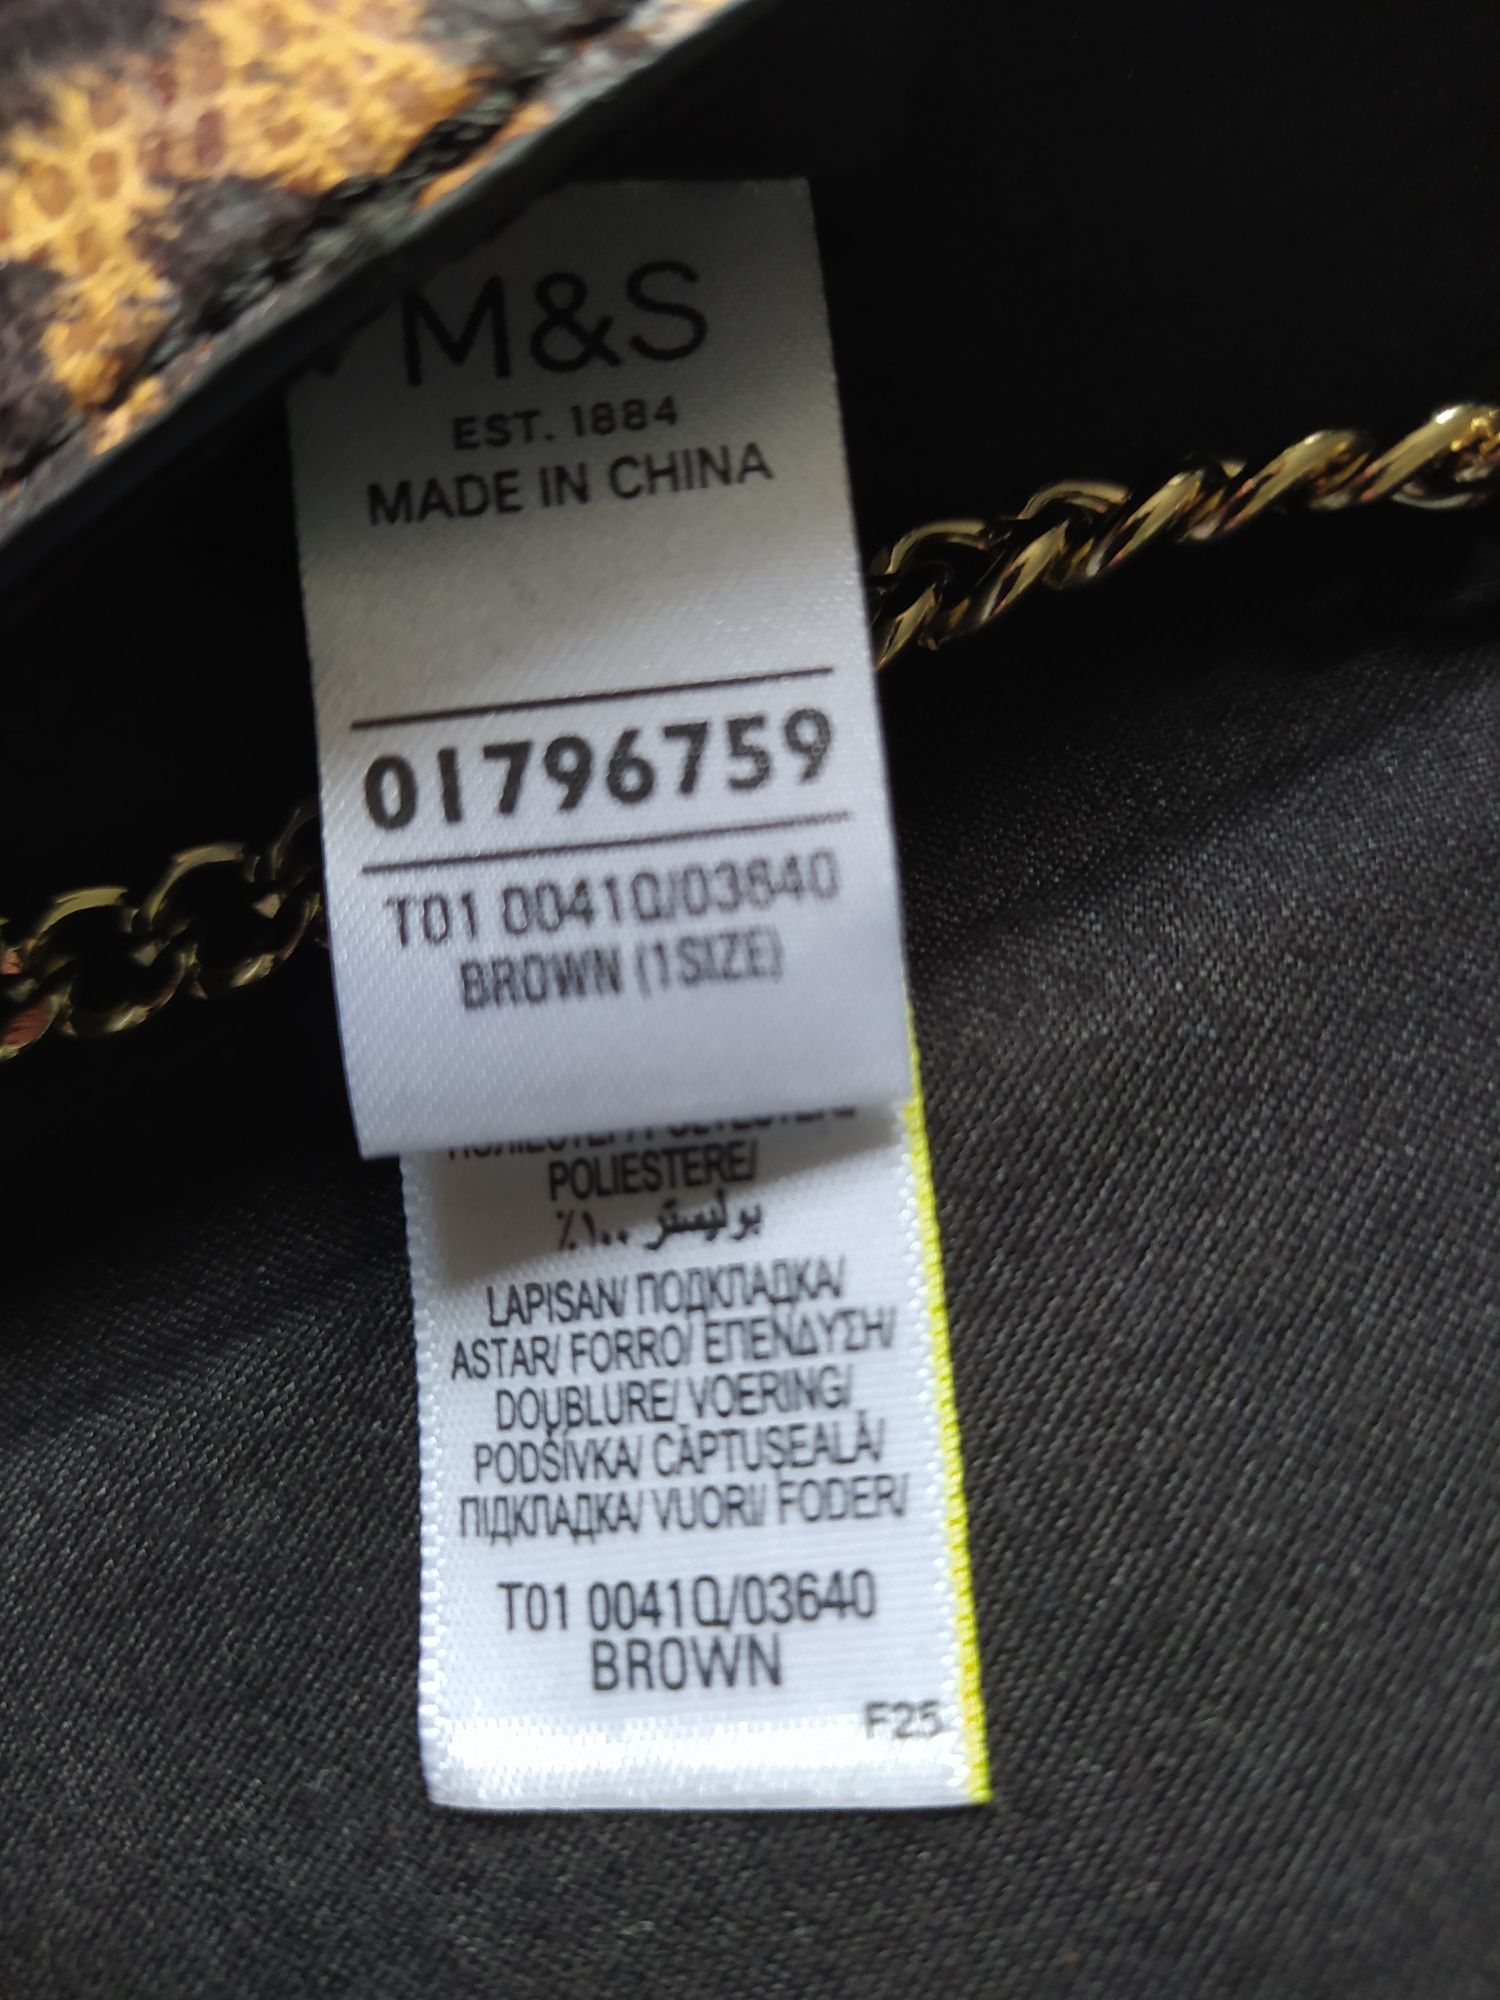 M&S
EST. 1884
MADE IN CHINA
01796759
T01 0041Q/03640
BROWN (1SIZE)
POLIESTERE/
بوليستر ١٠٠٪
LAPISAN/ ПОДКЛАДКА/
ASTAR/ FORRO/ ΕΠΕΝΔΥΣΗ/
DOUBLURE/ VOERING/
PODŠÍVKA/ CĂPTUȘEALĂ/
ПІДКЛАДКА/ VUORI/ FODER/
T01 0041Q/03640
BROWN
F25